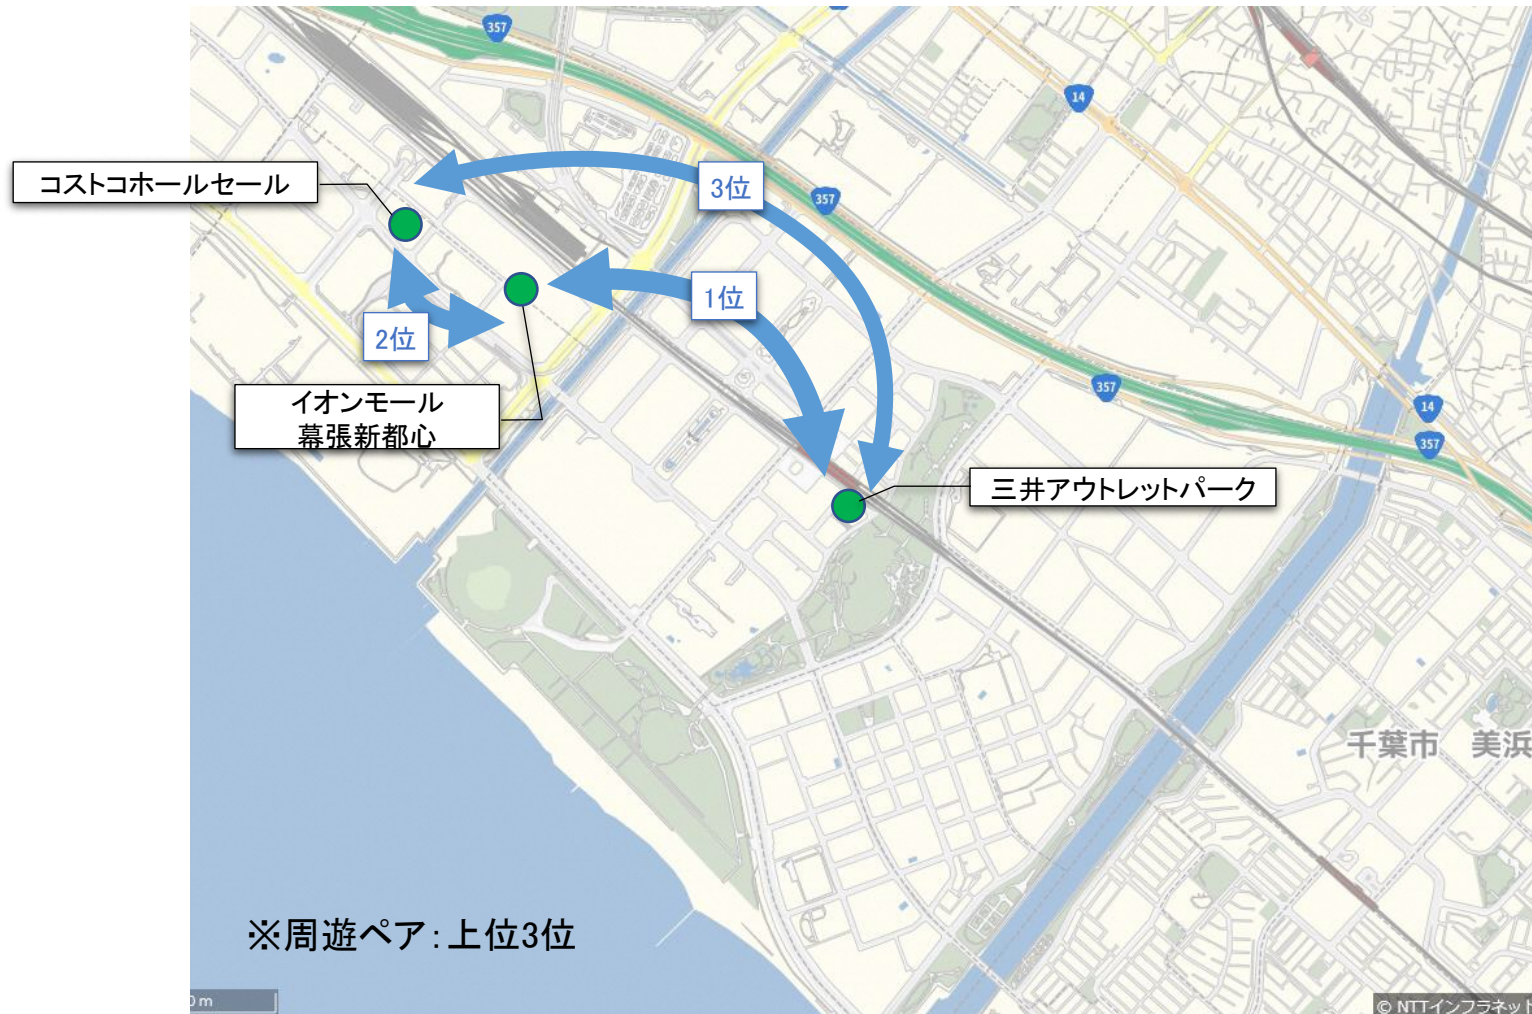 357
14
コストコホールセール
3位
357
1位
2位
357
イオンモール
幕張新都心
14
357
三井アウトレットパーク
千葉市 美浜
※周遊ペア：上位3位
0 m
© NTTインフラネット